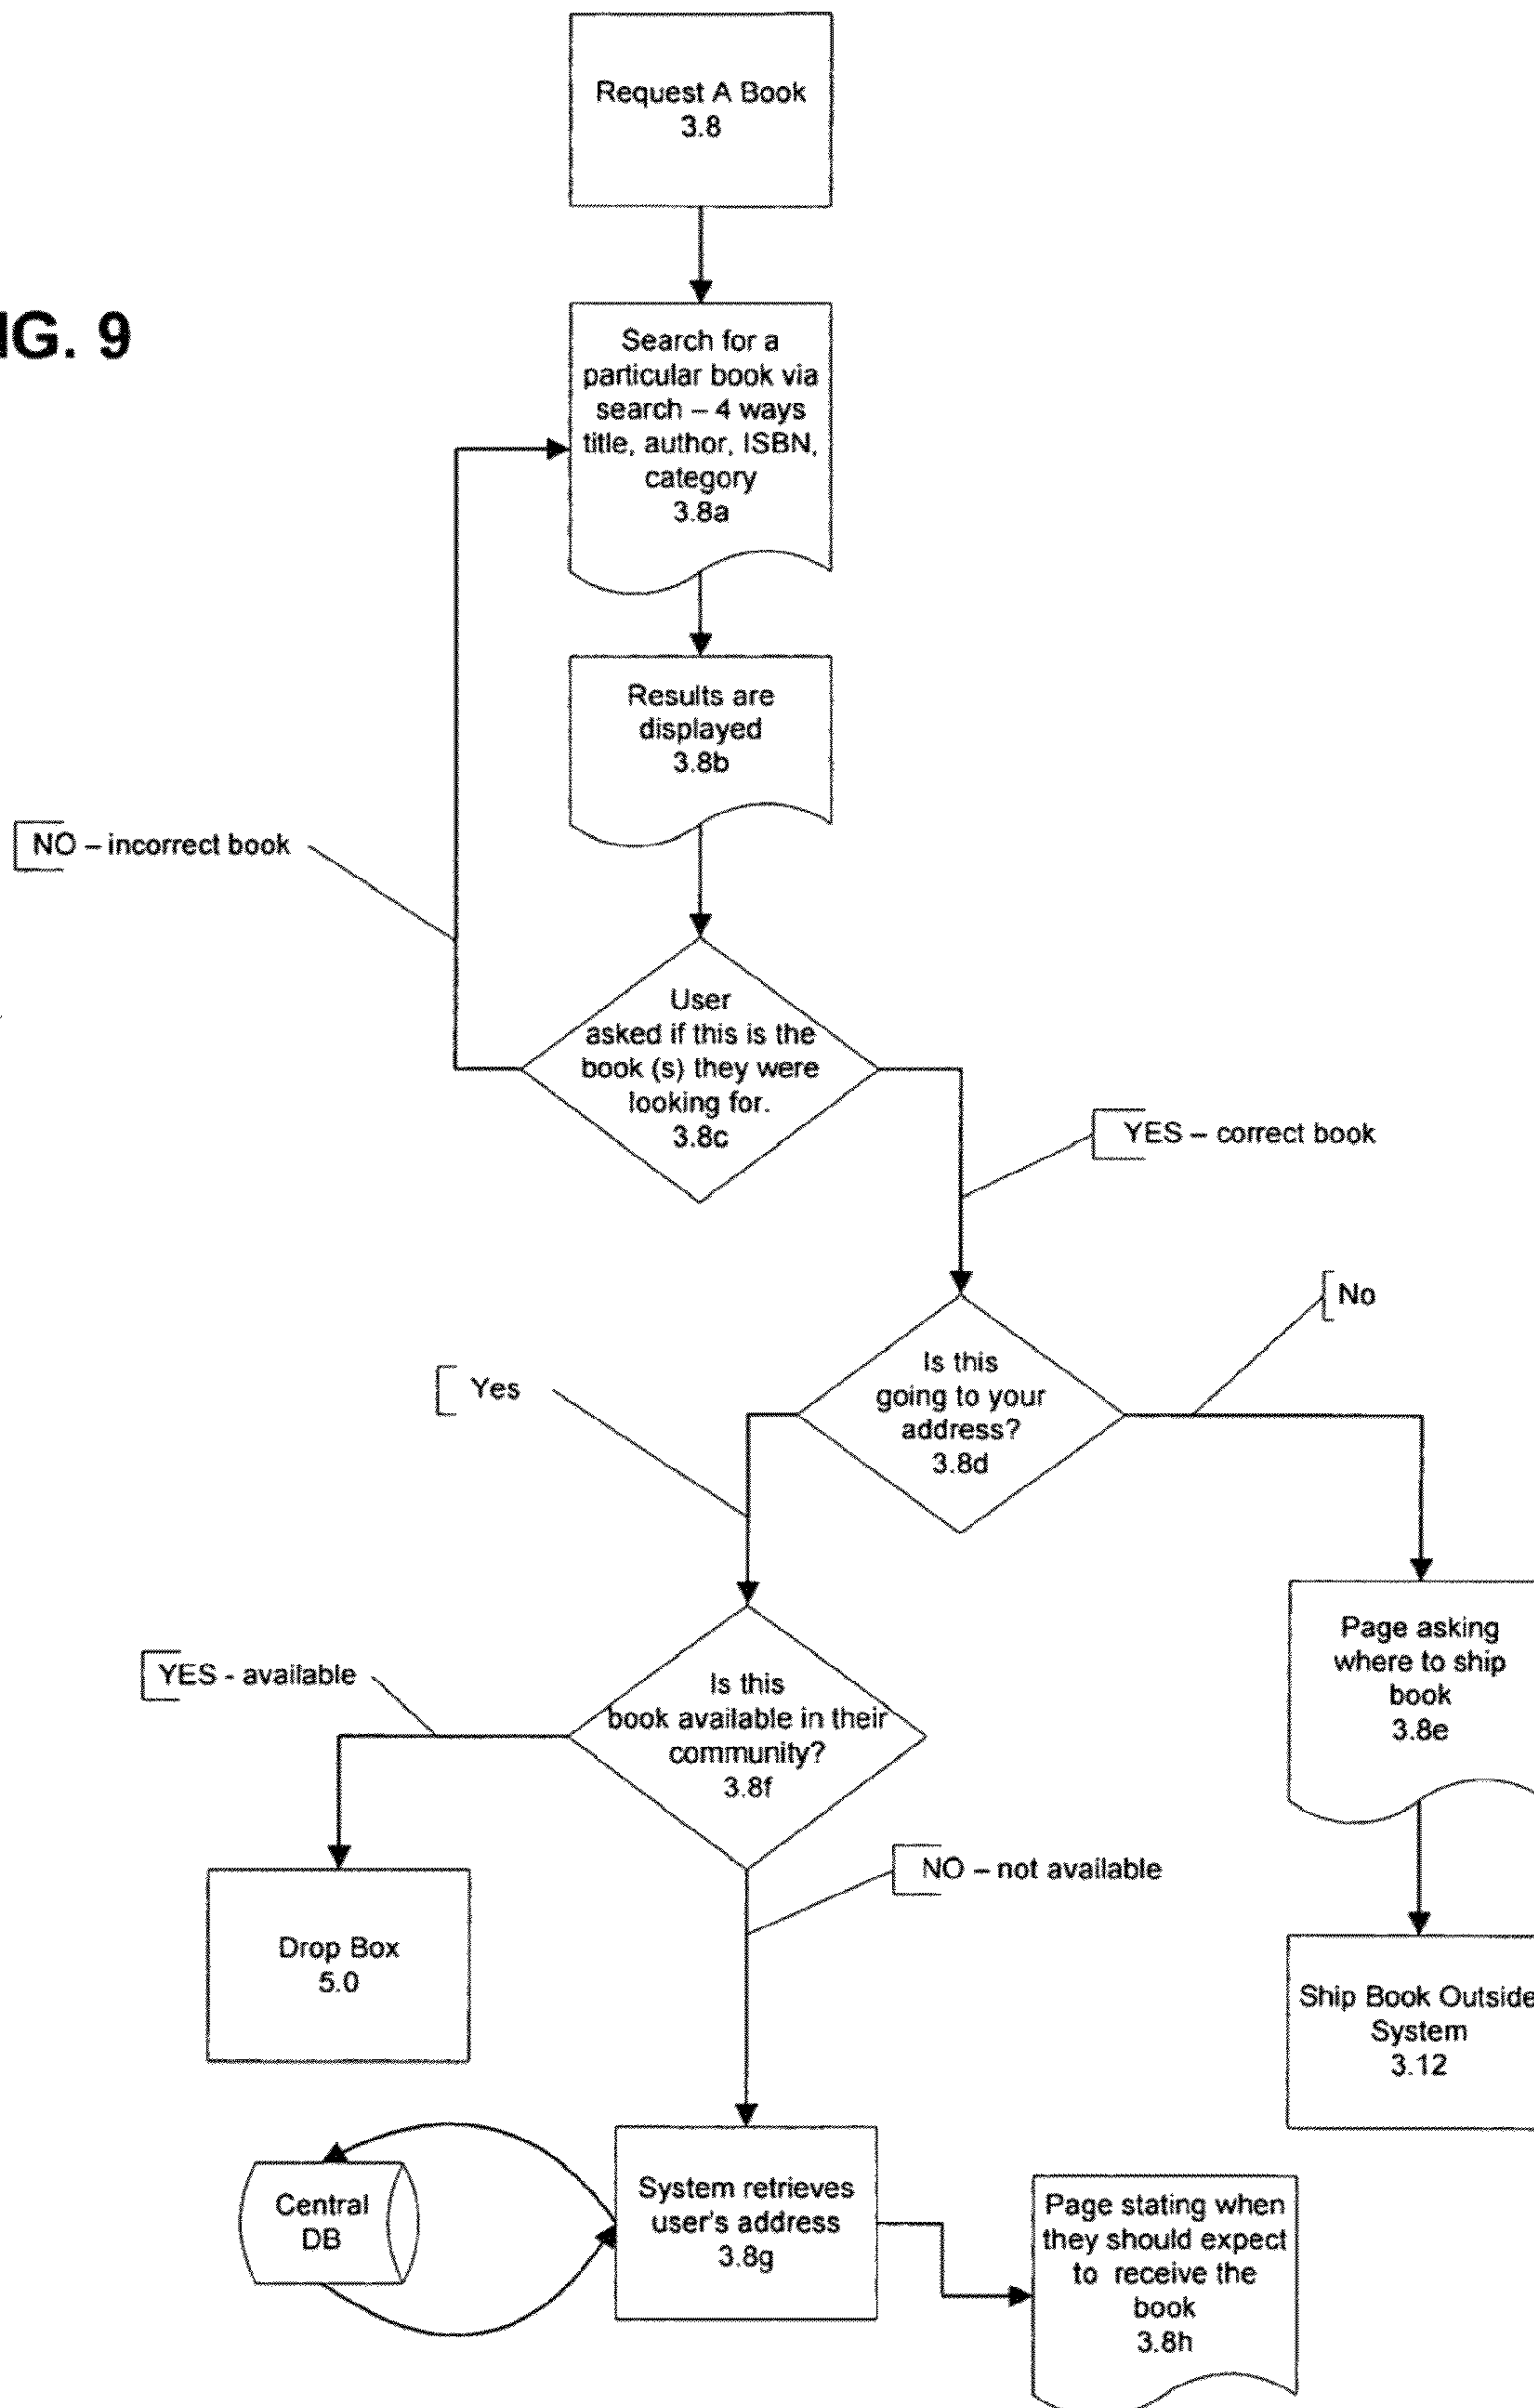 Request A Book
3.8
IG. 9
Search for a
particular book via
search – 4 ways
title, author, ISBN,
category
3.8a
Results are
displayed
3.8b
NO – incorrect book
User
asked if this is the
book (s) they were
looking for.
3.8c
YES – correct book
No
Is this
going to your
address?
3.8d
Yes
Page asking
where to ship
book
3.8e
YES - available
Is this
book available in their
community?
3.8f
NO – not available
Drop Box
5.0
Ship Book Outside
System
3.12
Central
DB
System retrieves
user's address
3.8g
Page stating when
they should expect
to receive the
book
3.8h